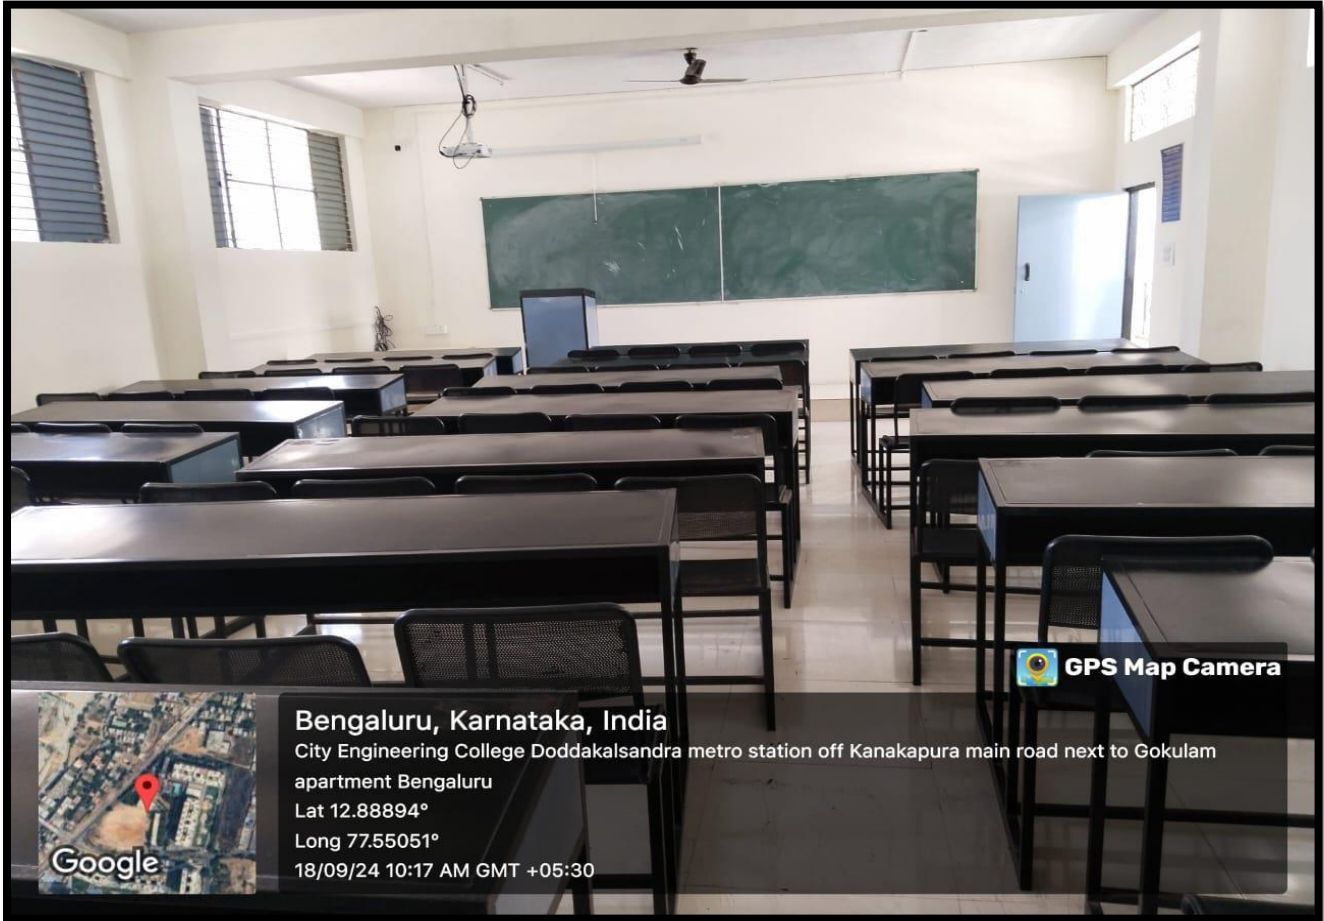 GPS Map Camera
Bengaluru, Karnataka, India
City Engineering College Doddakalsandra metro station off Kanakapura main road next to Gokulam
apartment Bengaluru
Lat 12.88894°
Long 77.55051°
18/09/24 10:17 AM GMT +05:30
Google